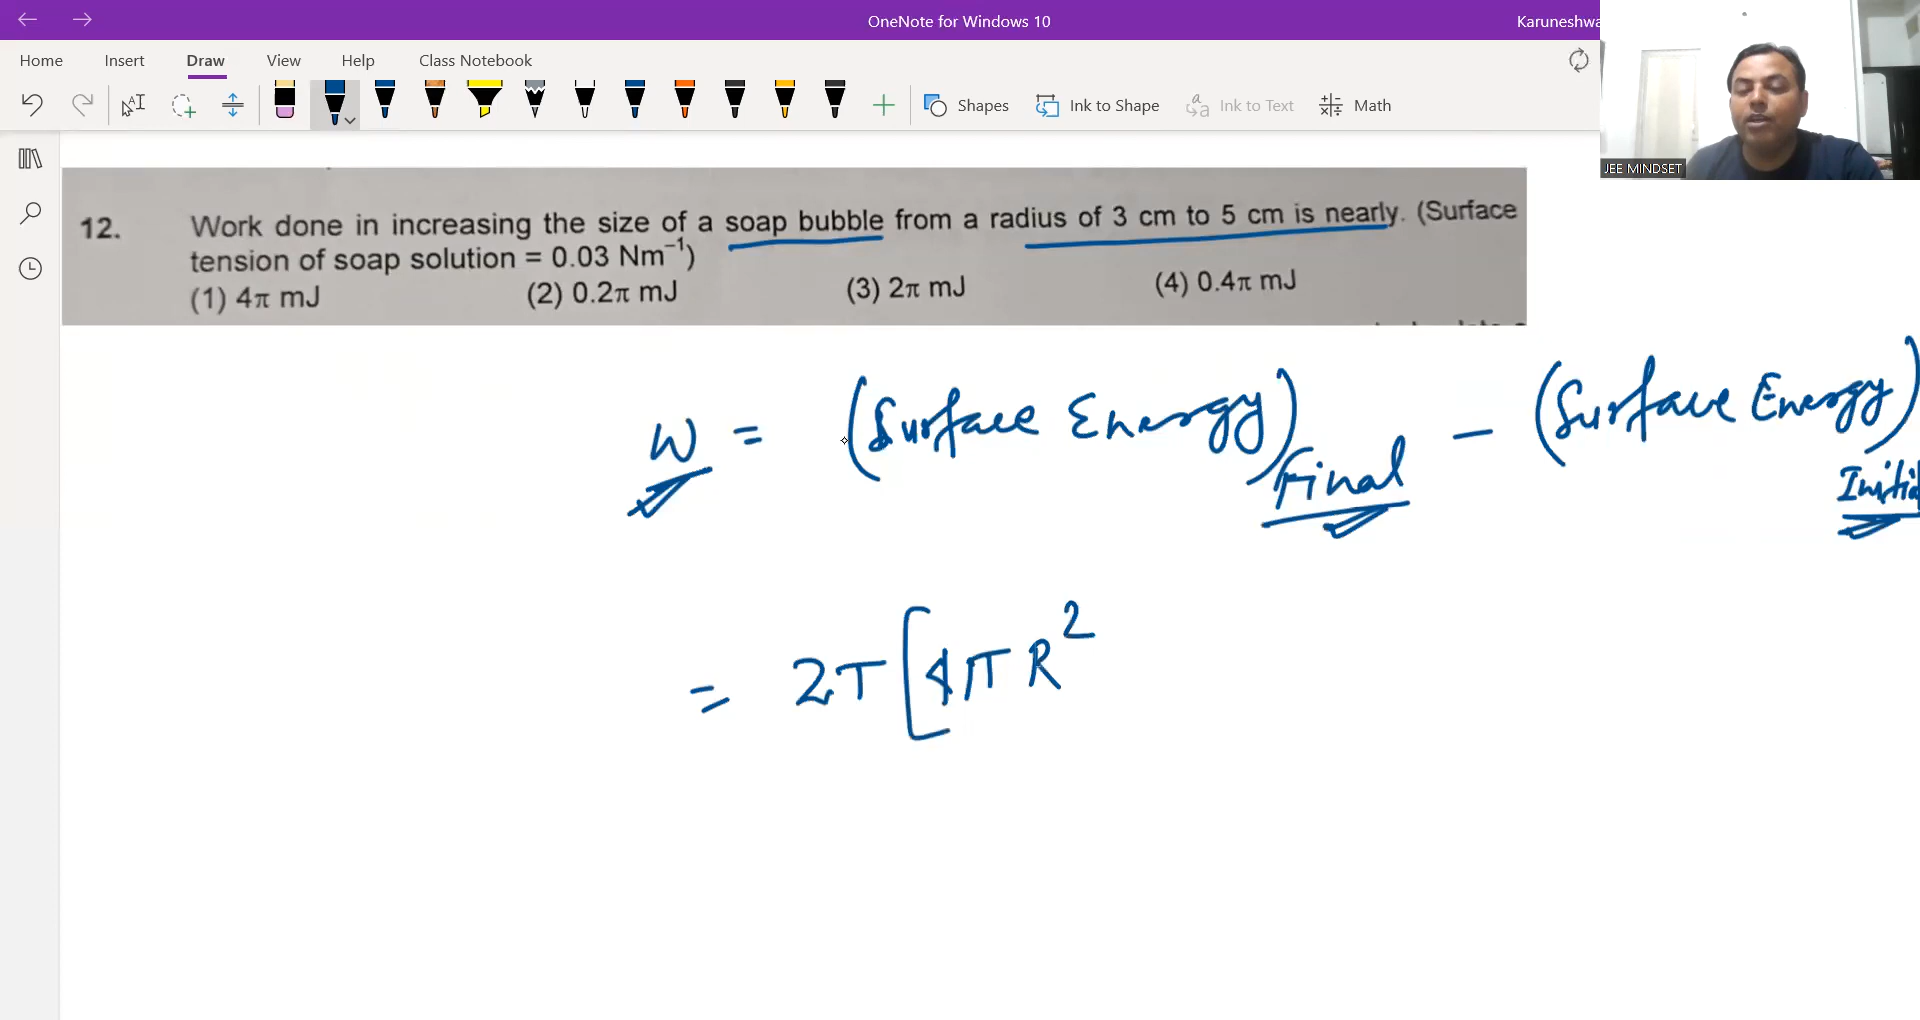 OneNote for Windows 10
Karuneshwa
Home Insert Draw View Help Class Notebook
Shapes Ink to Shape Ink to Text Math
JEE MINDSET
12. Work done in increasing the size of a soap bubble from a radius of 3 cm to 5 cm is nearly. (Surface
tension of soap solution = 0.03 Nm⁻¹)
(1) 4π mJ (2) 0.2π mJ (3) 2π mJ (4) 0.4π mJ
W = (Surface Energy)Final - (Surface Energy)Initia
= 2T [4πR²